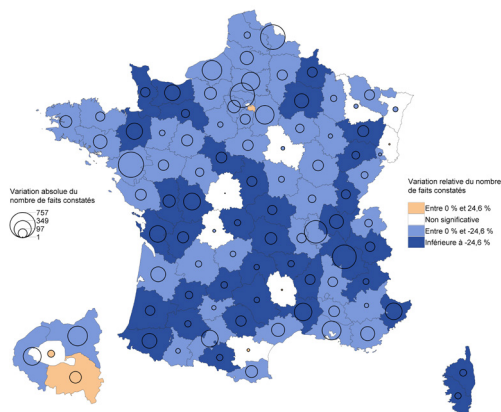 Variation absolue du
nombre de faits constatés
757
349
97
1
Variation relative du nombre
de faits constatés
Entre 0 % et 24,6 %
Non significative
Entre 0 % et -24,6 %
Inférieure à -24,6 %